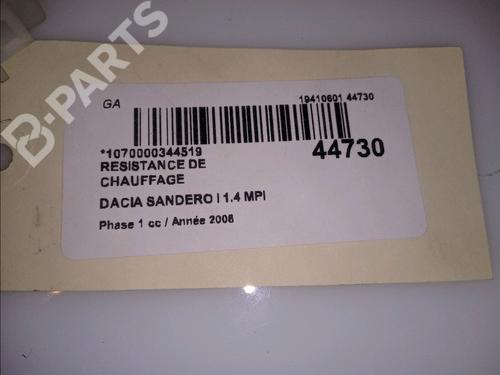 B-PARTS
GA
19410601 44730
*1070000344519
44730
RESISTANCE DE
CHAUFFAGE
DACIA SANDERO I 1.4 MPI
Phase 1 cc / Année 2008